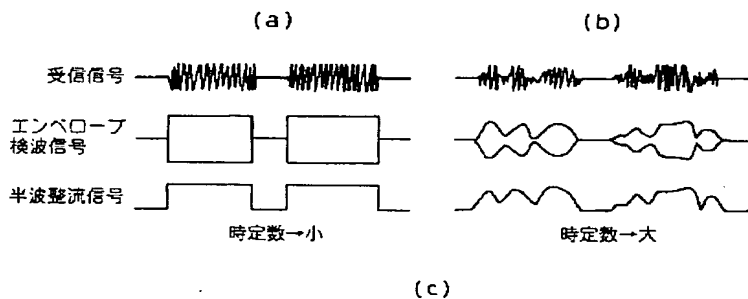 (a)
(b)
受信信号
エンベロープ
検波信号
半波整流信号
時定数→小
時定数→大
(c)